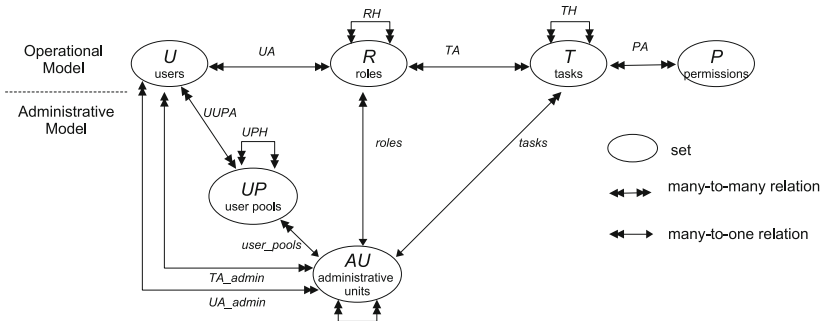 RH
TH
Operational
Model
U
users
UA
R
roles
TA
T
tasks
PA
P
permissions
Administrative
Model
UUPA
UPH
roles
tasks
set
UP
user pools
many-to-many relation
user_pools
many-to-one relation
AU
administrative
units
TA_admin
UA_admin